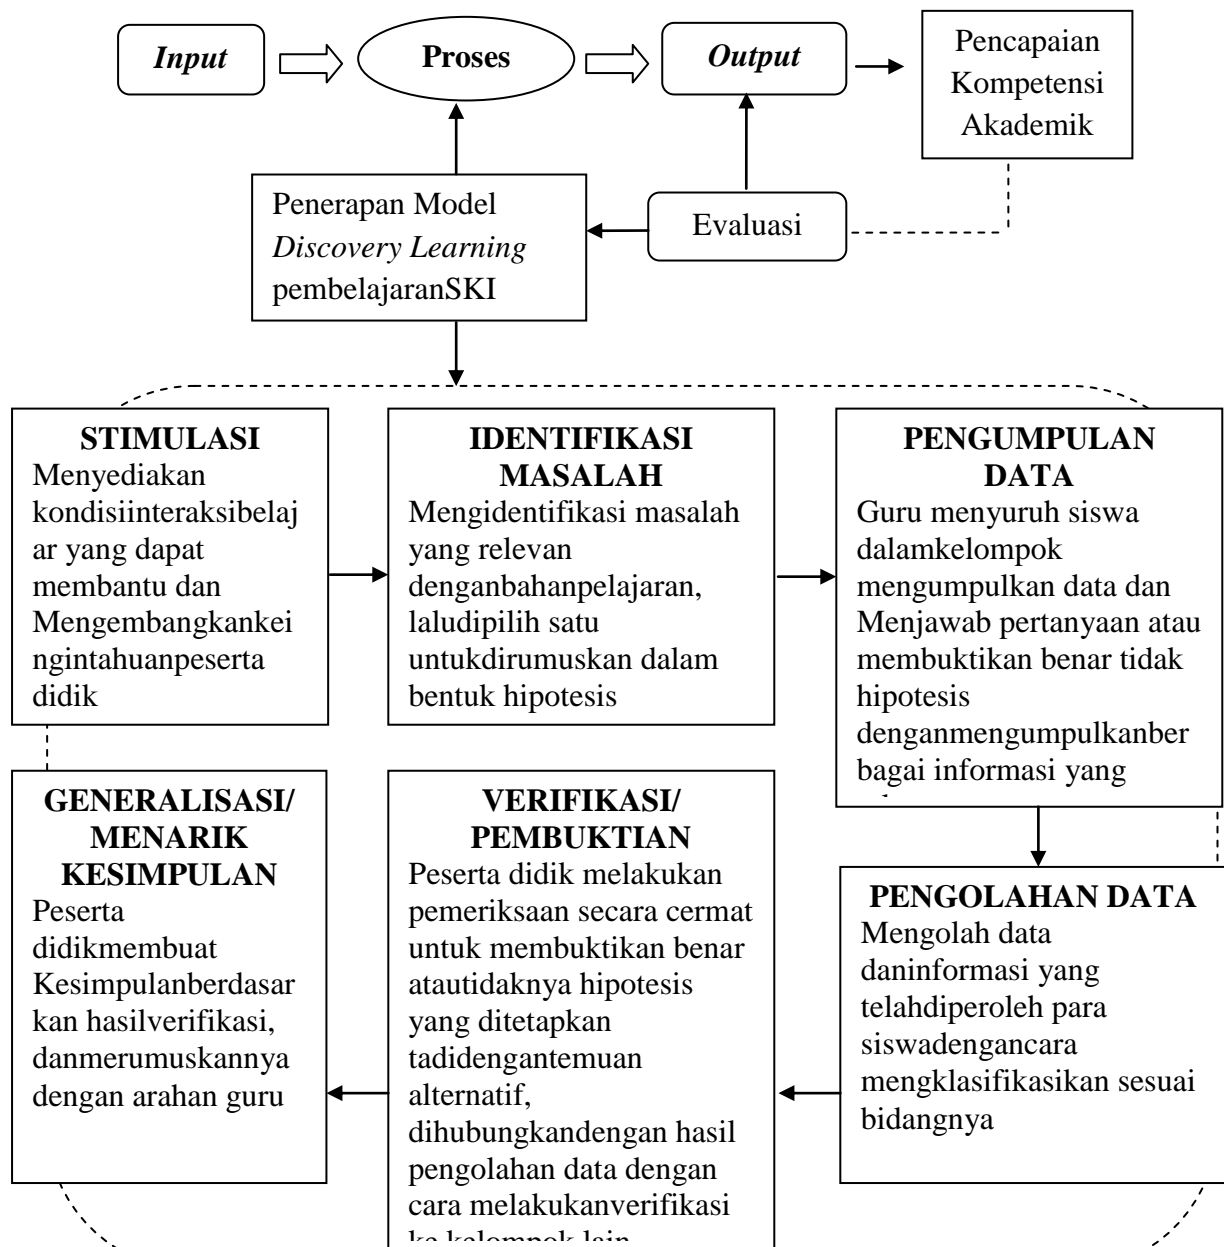 Input
Proses
Output
Pencapaian
Kompetensi
Akademik
Penerapan Model
Discovery Learning
pembelajaranSKI
Evaluasi
STIMULASI
Menyediakan
kondisiinteraksibelaj
ar yang dapat
membantu dan
Mengembangkankei
ngintahuanpeserta
didik
IDENTIFIKASI
MASALAH
Mengidentifikasi masalah
yang relevan
denganbahanpelajaran,
laludipilih satu
untukdirumuskan dalam
bentuk hipotesis
PENGUMPULAN
DATA
Guru menyuruh siswa
dalamkelompok
mengumpulkan data dan
Menjawab pertanyaan atau
membuktikan benar tidak
hipotesis
denganmengumpulkanber
bagai informasi yang
PENGOLAHAN DATA
Mengolah data
daninformasi yang
telahdiperoleh para
siswadengancara
mengklasifikasikan sesuai
bidangnya
VERIFIKASI/
PEMBUKTIAN
Peserta didik melakukan
pemeriksaan secara cermat
untuk membuktikan benar
atautidaknya hipotesis
yang ditetapkan
tadidengantemuan
alternatif,
dihubungkandengan hasil
pengolahan data dengan
cara melakukanverifikasi
ke kelompok lain
GENERALISASI/
MENARIK
KESIMPULAN
Peserta
didikmembuat
Kesimpulanberdasar
kan hasilverifikasi,
danmerumuskannya
dengan arahan guru